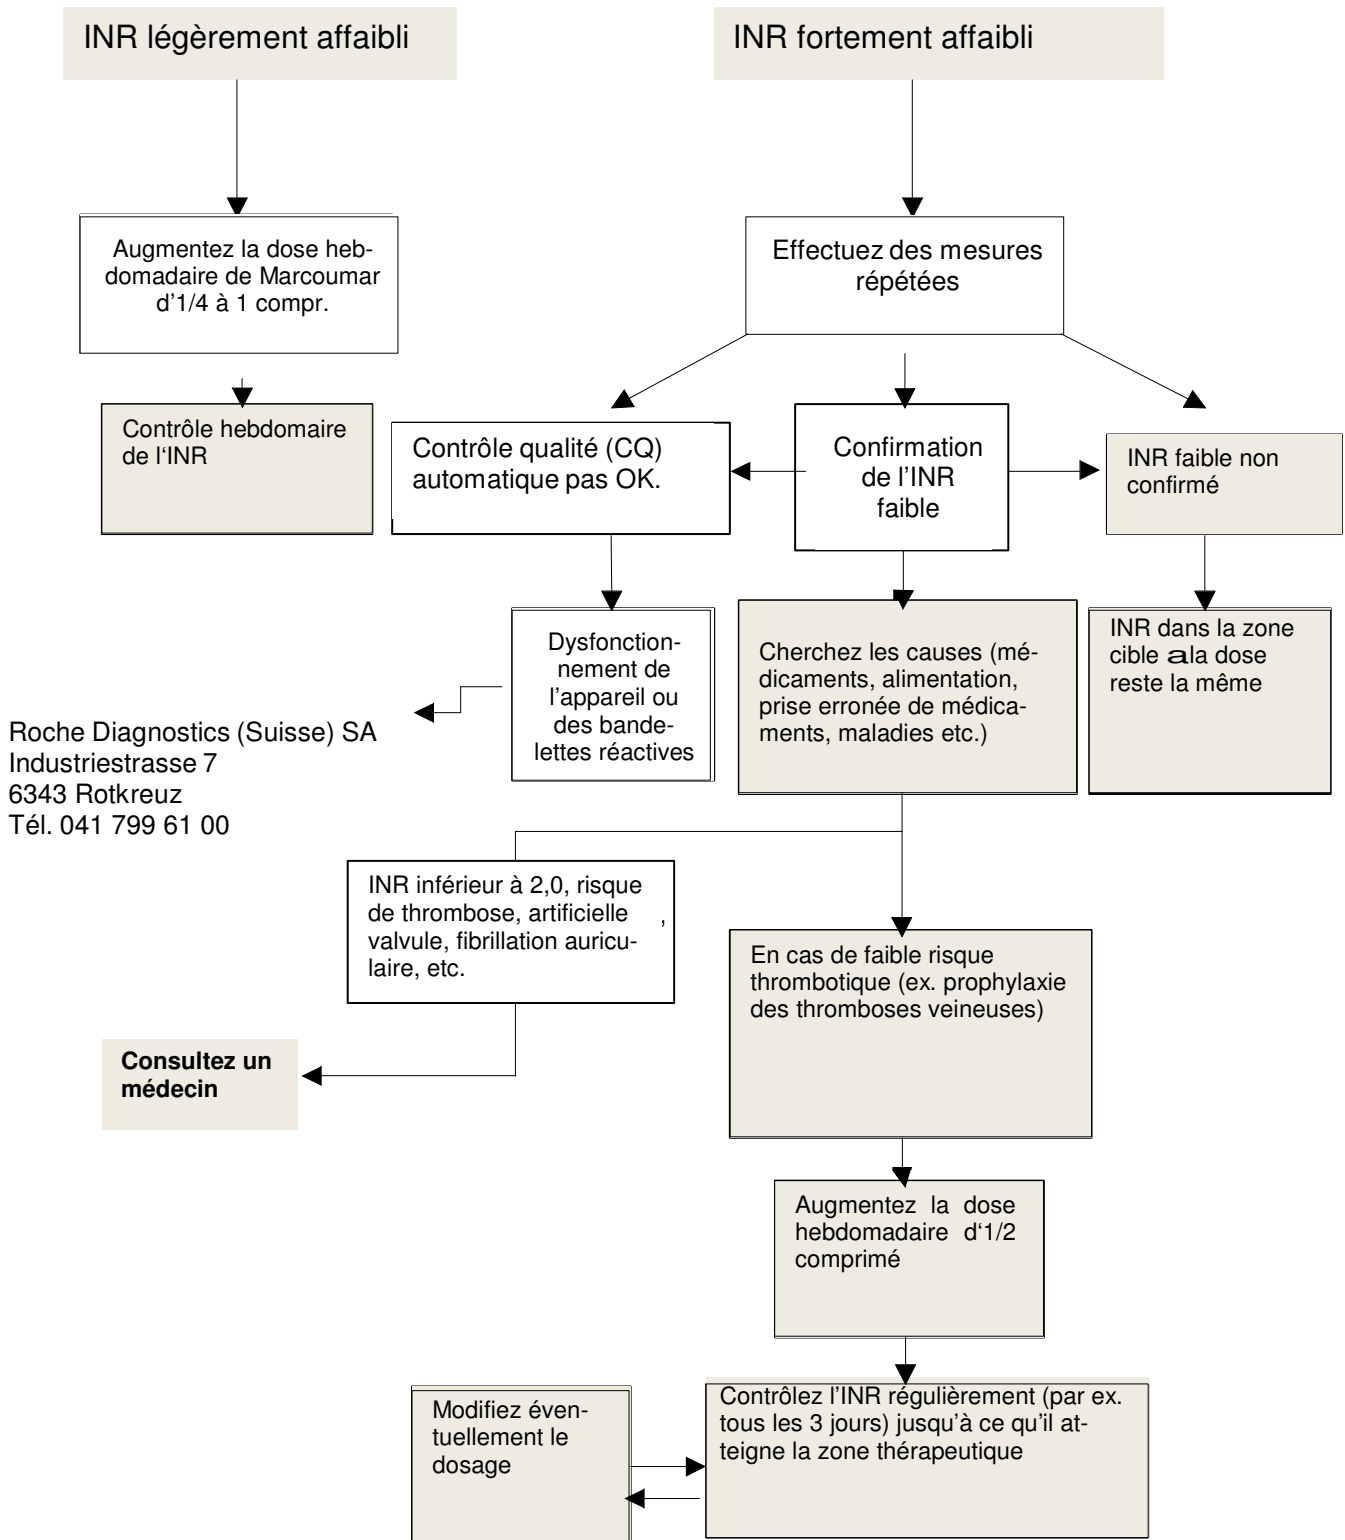 INR légèrement affaibli
INR fortement affaibli
Augmentez la dose heb-
domadaire de Marcoumar
d'1/4 à 1 compr.
Effectuez des mesures
répétées
Contrôle hebdomaire
de l'INR
Contrôle qualité (CQ)
automatique pas OK.
Confirmation
de l'INR
faible
INR faible non
confirmé
Dysfonction-
nement de
l'appareil ou
des bande-
lettes réactives
Cherchez les causes (mé-
dicaments, alimentation,
prise erronée de médica-
ments, maladies etc.)
INR dans la zone
cible a la dose
reste la même
Roche Diagnostics (Suisse) SA
Industriestrasse 7
6343 Rotkreuz
Tél. 041 799 61 00
INR inférieur à 2,0, risque
de thrombose, artificielle ,
valvule, fibrillation auricu-
laire, etc.
En cas de faible risque
thrombotique (ex. prophylaxie
des thromboses veineuses)
Consultez un
médecin
Augmentez la dose
hebdomadaire d'1/2
comprimé
Modifiez éven-
tuellement le
dosage
Contrôlez l'INR régulièrement (par ex.
tous les 3 jours) jusqu'à ce qu'il at-
teigne la zone thérapeutique